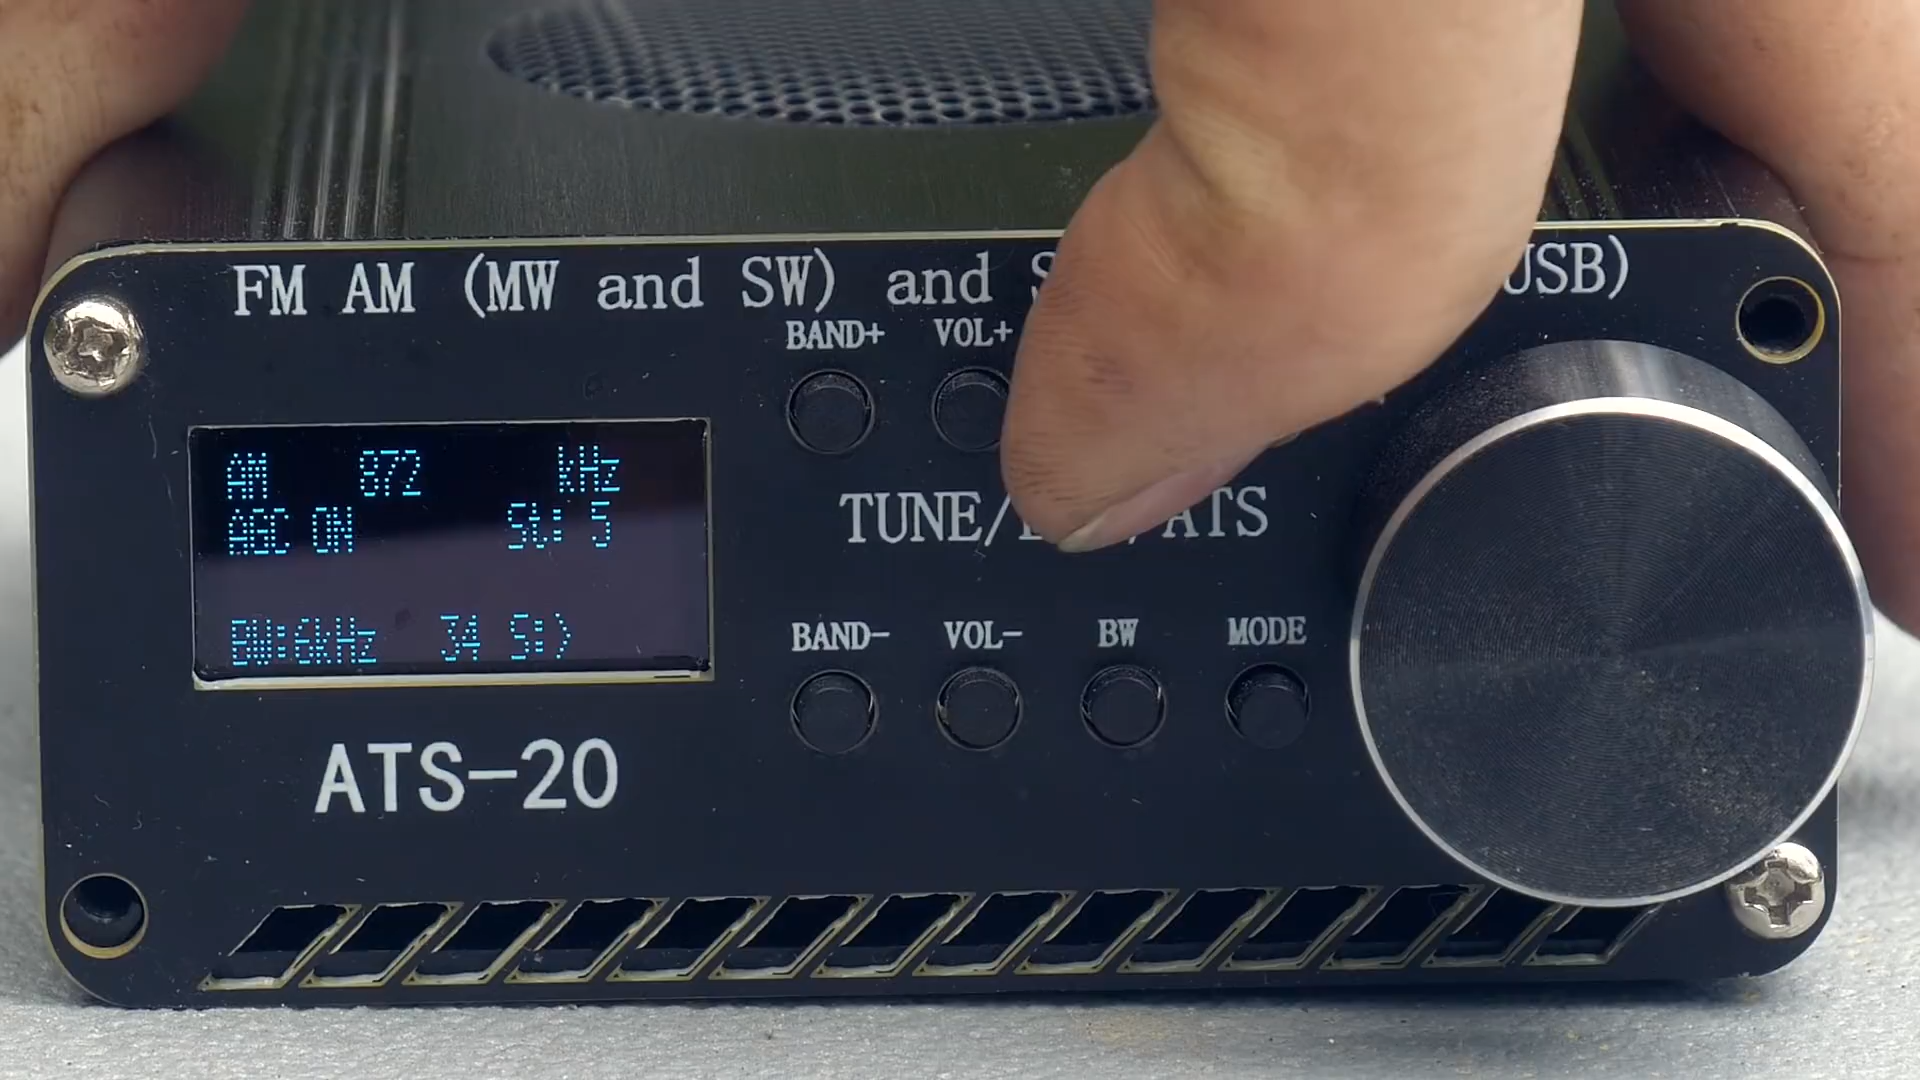 FM AM (MW and SW) and USB)
BAND+ VOL+
AM 872 kHz
AGC ON St: 5
TUNE/ /ATS
BW:6kHz 34 S:>
BAND- VOL- BW MODE
ATS-20